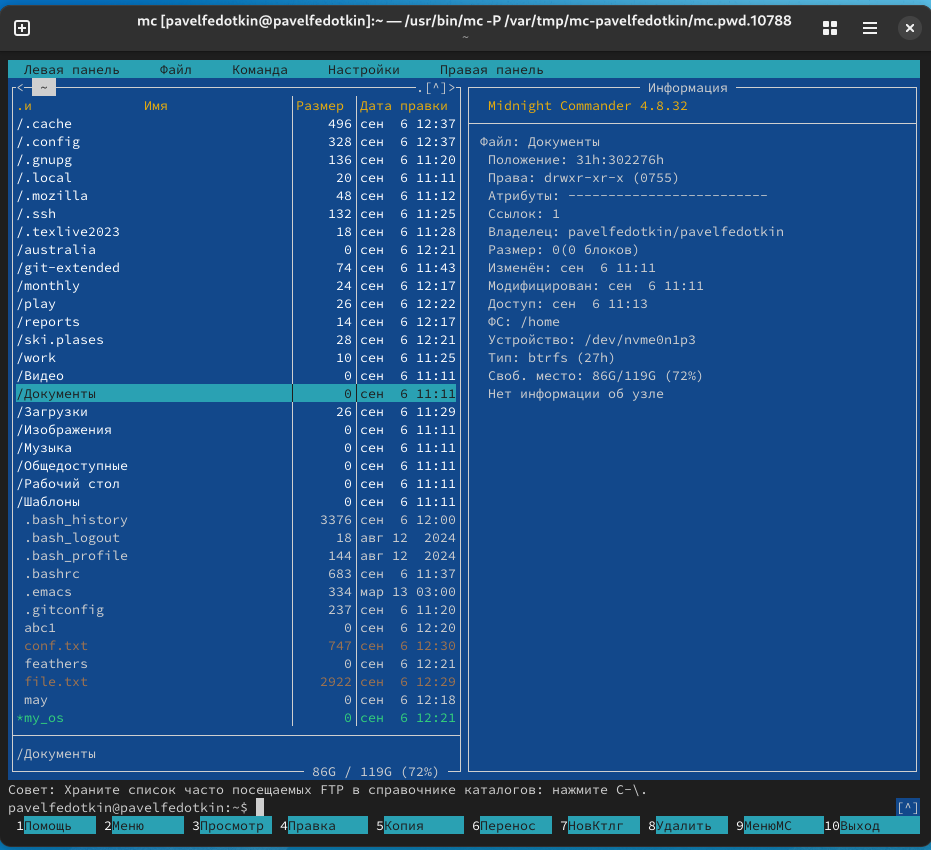 mc [pavelfedotkin@pavelfedotkin]:~ — /usr/bin/mc -P /var/tmp/mc-pavelfedotkin/mc.pwd.10788
~
Левая панель Файл Команда Настройки Правая панель
<─ ~ .[^]>
.и Имя Размер Дата правки
/.cache 496 сен 6 12:37
/.config 328 сен 6 12:37
/.gnupg 136 сен 6 11:20
/.local 20 сен 6 11:11
/.mozilla 48 сен 6 11:12
/.ssh 132 сен 6 11:25
/.texlive2023 18 сен 6 11:28
/australia 0 сен 6 12:21
/git-extended 74 сен 6 11:43
/monthly 24 сен 6 12:17
/play 26 сен 6 12:22
/reports 14 сен 6 12:17
/ski.plases 28 сен 6 12:21
/work 10 сен 6 11:25
/Видео 0 сен 6 11:11
/Документы 0 сен 6 11:11
/Загрузки 26 сен 6 11:29
/Изображения 0 сен 6 11:11
/Музыка 0 сен 6 11:11
/Общедоступные 0 сен 6 11:11
/Рабочий стол 0 сен 6 11:11
/Шаблоны 0 сен 6 11:11
.bash_history 3376 сен 6 12:00
.bash_logout 18 авг 12 2024
.bash_profile 144 авг 12 2024
.bashrc 683 сен 6 11:37
.emacs 334 мар 13 03:00
.gitconfig 237 сен 6 11:20
abc1 0 сен 6 12:20
conf.txt 747 сен 6 12:30
feathers 0 сен 6 12:21
file.txt 2922 сен 6 12:29
may 0 сен 6 12:18
*my_os 0 сен 6 12:21
/Документы
86G / 119G (72%)
Информация
Midnight Commander 4.8.32
Файл: Документы
Положение: 31h:302276h
Права: drwxr-xr-x (0755)
Атрибуты: -------------------------
Ссылок: 1
Владелец: pavelfedotkin/pavelfedotkin
Размер: 0(0 блоков)
Изменён: сен 6 11:11
Модифицирован: сен 6 11:11
Доступ: сен 6 11:13
ФС: /home
Устройство: /dev/nvme0n1p3
Тип: btrfs (27h)
Своб. место: 86G/119G (72%)
Нет информации об узле
Совет: Храните список часто посещаемых FTP в справочнике каталогов: нажмите C-\.
pavelfedotkin@pavelfedotkin:~$ [^]
1Помощь 2Меню 3Просмотр 4Правка 5Копия 6Перенос 7НовКтлг 8Удалить 9МенюMC 10Выход